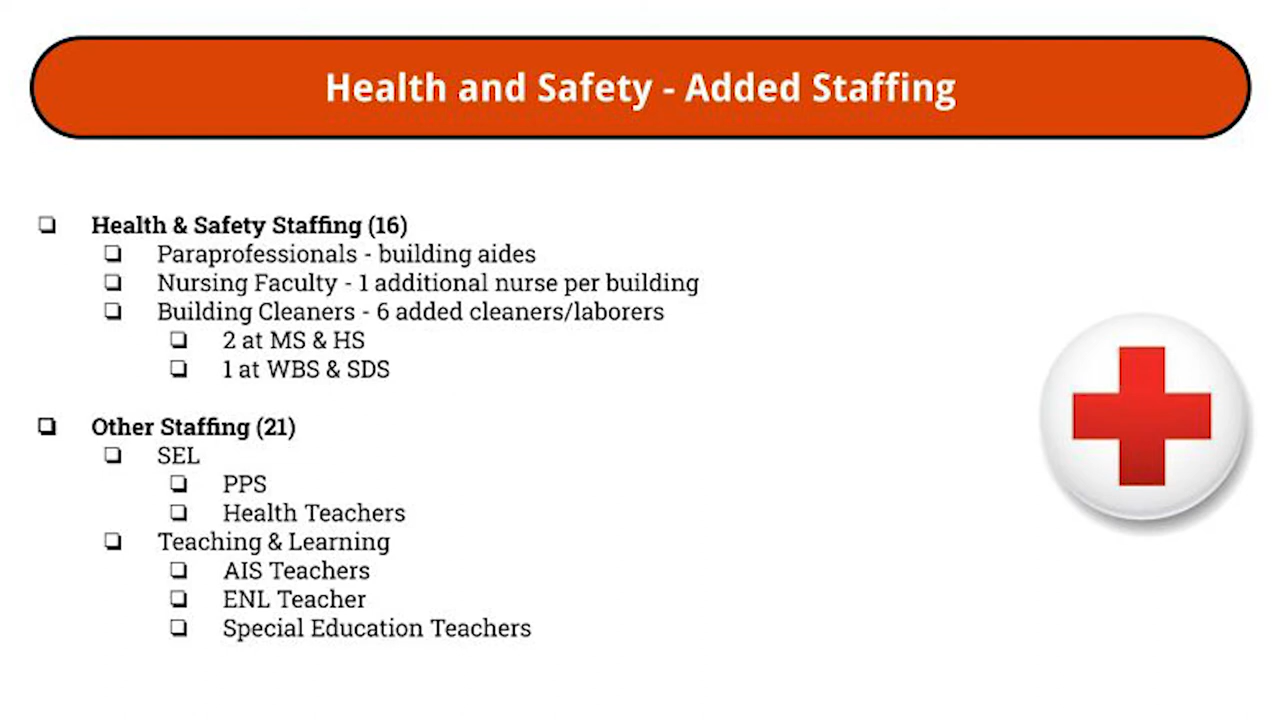 Health and Safety - Added Staffing
❏ Health & Safety Staffing (16)
❏ Paraprofessionals - building aides
❏ Nursing Faculty - 1 additional nurse per building
❏ Building Cleaners - 6 added cleaners/laborers
❏ 2 at MS & HS
❏ 1 at WBS & SDS
❏ Other Staffing (21)
❏ SEL
❏ PPS
❏ Health Teachers
❏ Teaching & Learning
❏ AIS Teachers
❏ ENL Teacher
❏ Special Education Teachers